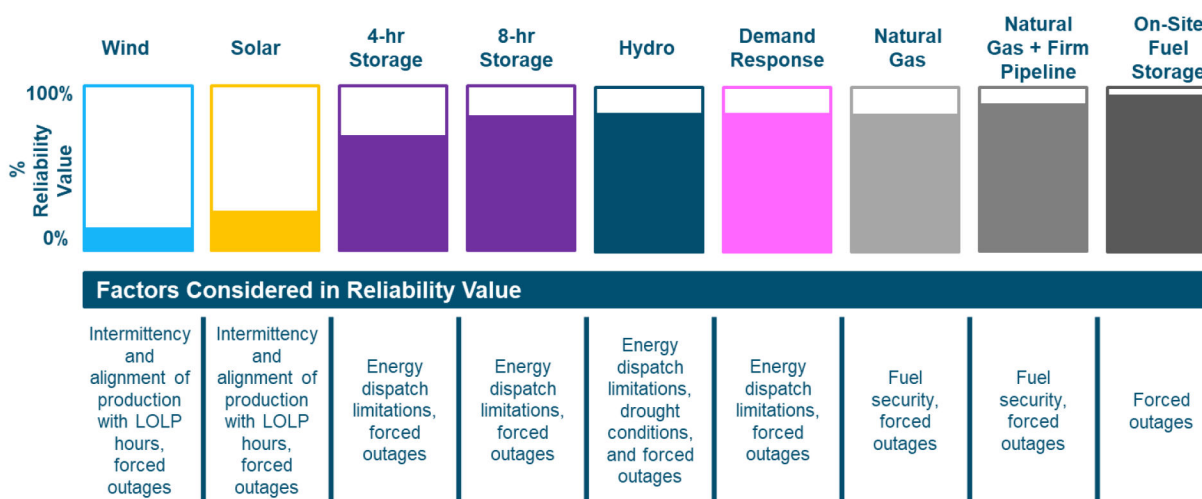 Wind
Solar
4-hr
Storage
8-hr
Storage
Hydro
Demand
Response
Natural
Gas
Natural
Gas + Firm
Pipeline
On-Site
Fuel
Storage
100%
% 
Reliability
Value
0%
Factors Considered in Reliability Value
Intermittency
and
alignment of
production
with LOLP
hours,
forced
outages
Intermittency
and
alignment of
production
with LOLP
hours,
forced
outages
Energy
dispatch
limitations,
forced
outages
Energy
dispatch
limitations,
forced
outages
Energy
dispatch
limitations,
drought
conditions,
and forced
outages
Energy
dispatch
limitations,
forced
outages
Fuel
security,
forced
outages
Fuel
security,
forced
outages
Forced
outages